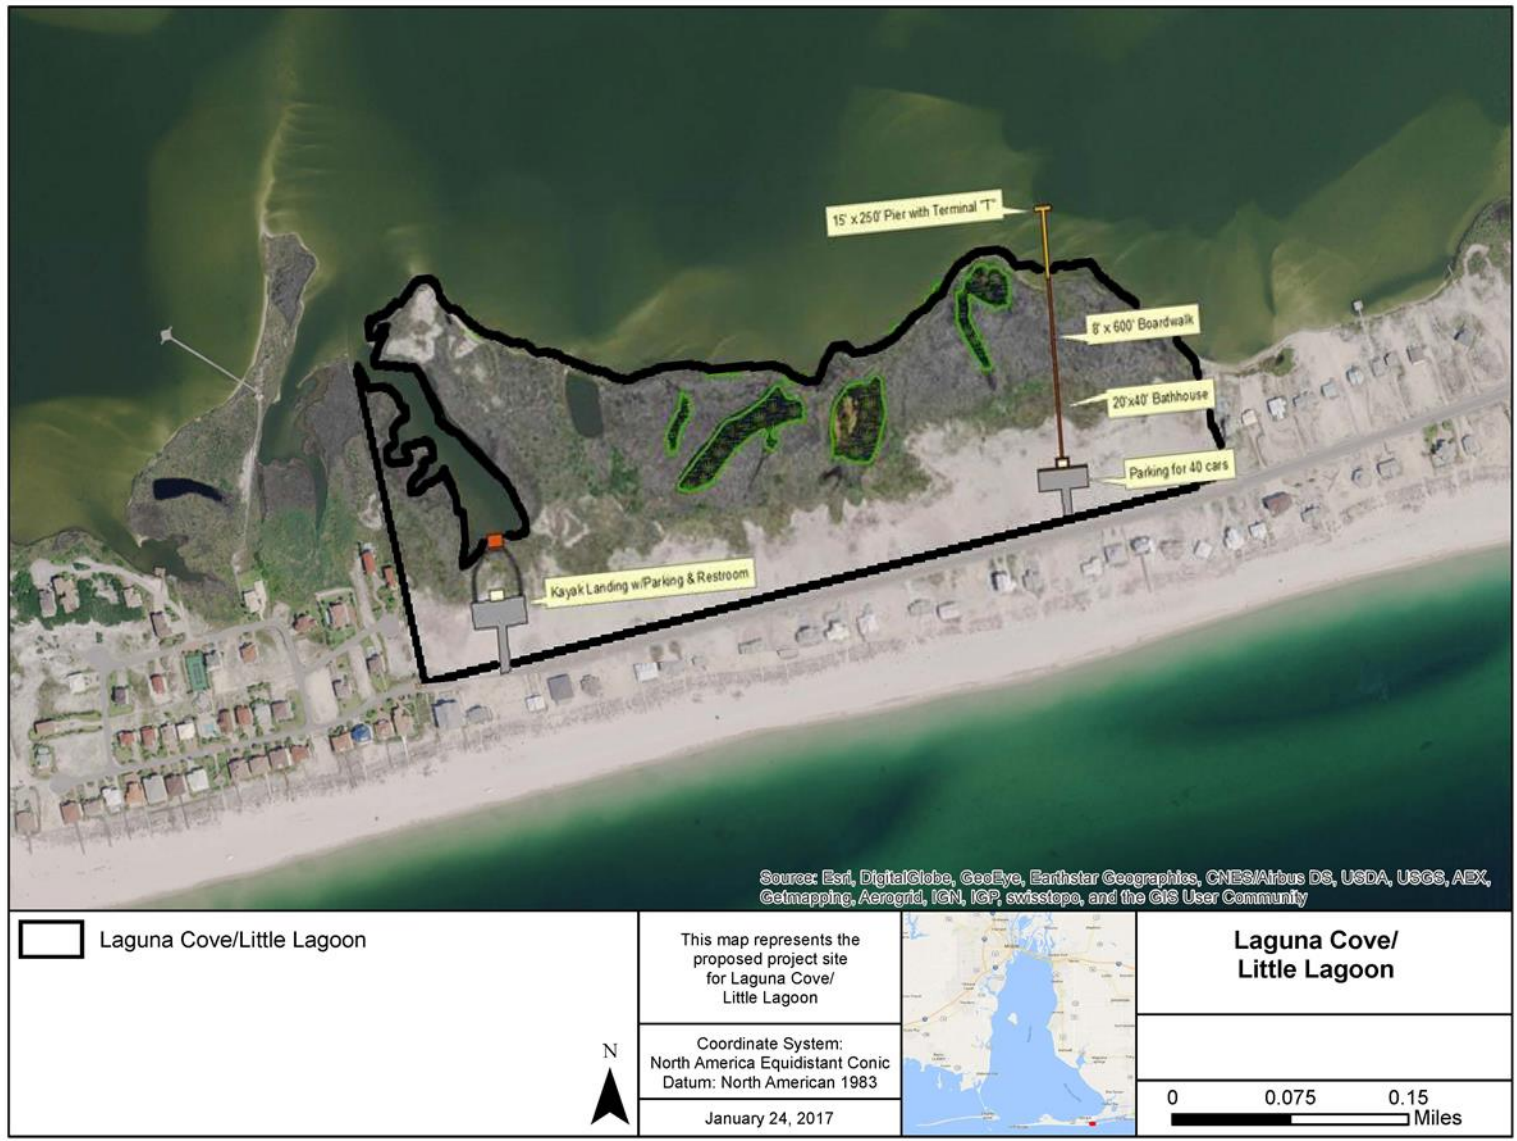 15' x 250' Pier with Terminal "T"
8' x 600' Boardwalk
20'x40' Bathhouse
Parking for 40 cars
Kayak Landing w/Parking & Restroom
Source: Esri, DigitalGlobe, GeoEye, Earthstar Geographics, CNES/Airbus DS, USDA, USGS, AEX,
Getmapping, Aerogrid, IGN, IGP, swisstopo, and the GIS User Community
Laguna Cove/Little Lagoon
N
This map represents the
proposed project site
for Laguna Cove/
Little Lagoon
Coordinate System:
North America Equidistant Conic
Datum: North American 1983
January 24, 2017
Laguna Cove/
Little Lagoon
0 0.075 0.15
Miles